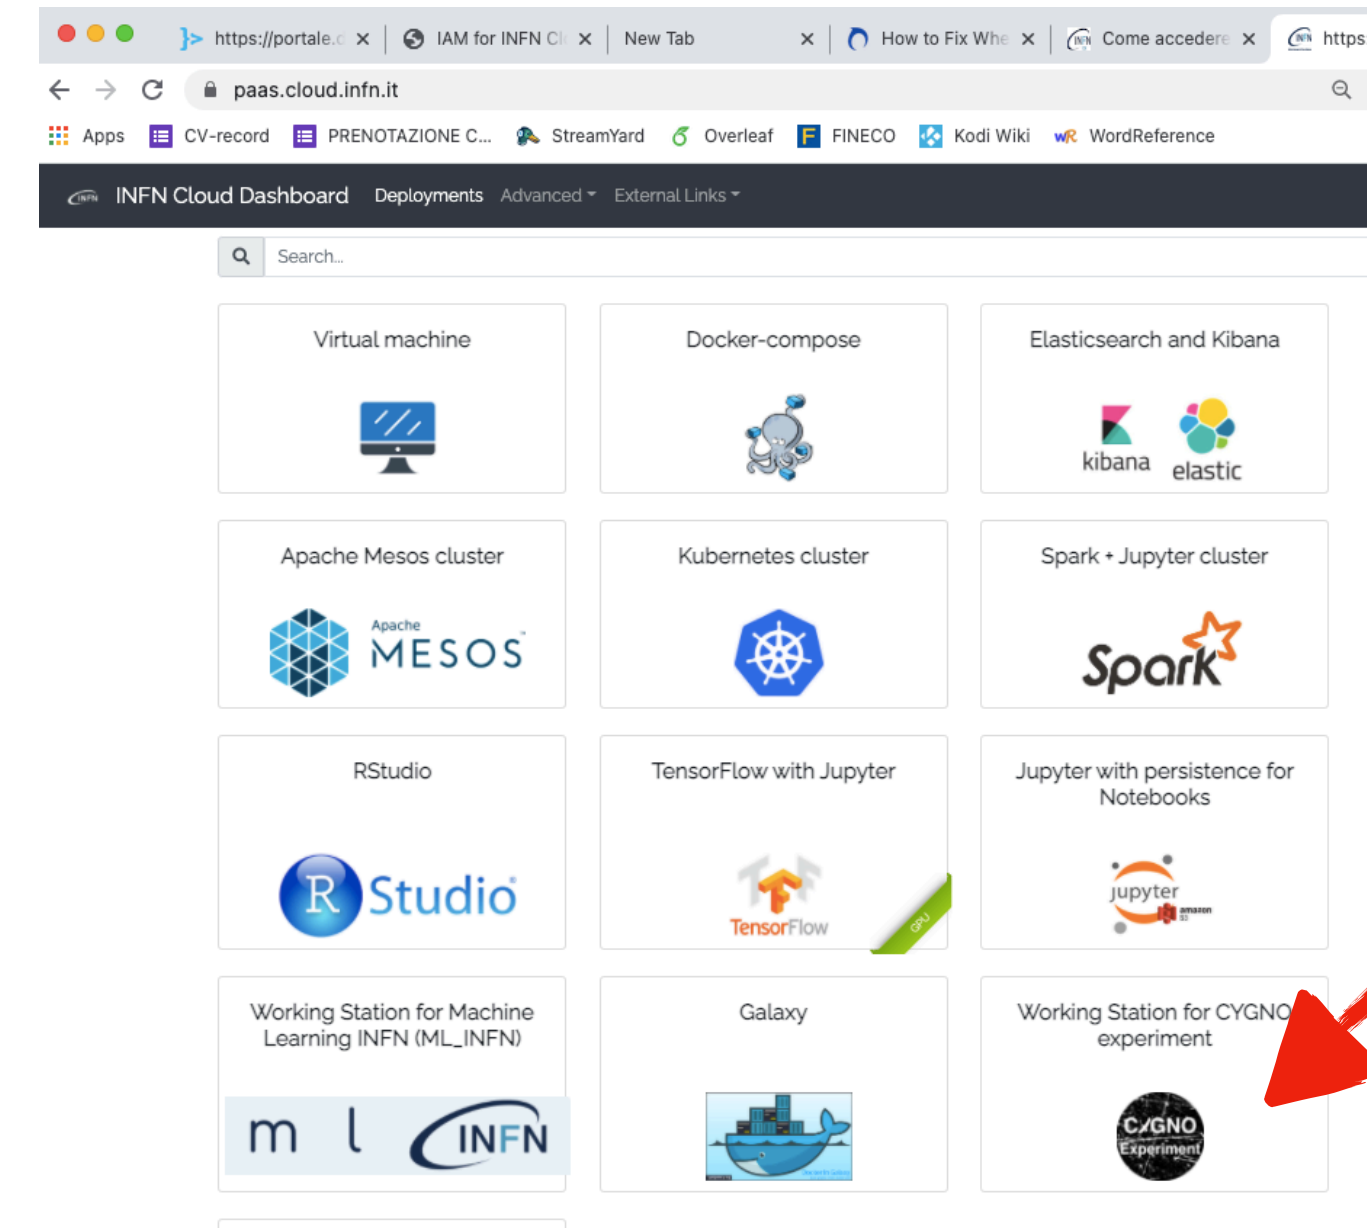 https://portale.c
IAM for INFN Cl
New Tab
How to Fix Whe
Come accedere
https:
paas.cloud.infn.it
Apps
CV-record
PRENOTAZIONE C...
StreamYard
Overleaf
FINECO
Kodi Wiki
WordReference
INFN Cloud Dashboard
Deployments
Advanced
External Links
Search...
Virtual machine
Docker-compose
Elasticsearch and Kibana
kibana
elastic
Apache Mesos cluster
Kubernetes cluster
Spark + Jupyter cluster
Apache
MESOS
Spark
RStudio
TensorFlow with Jupyter
Jupyter with persistence for
Notebooks
R Studio
TensorFlow
GPU
jupyter
amazon
S3
Working Station for Machine
Learning INFN (ML_INFN)
Galaxy
Working Station for CYGNO
experiment
ml INFN
CYGNO
Experiment